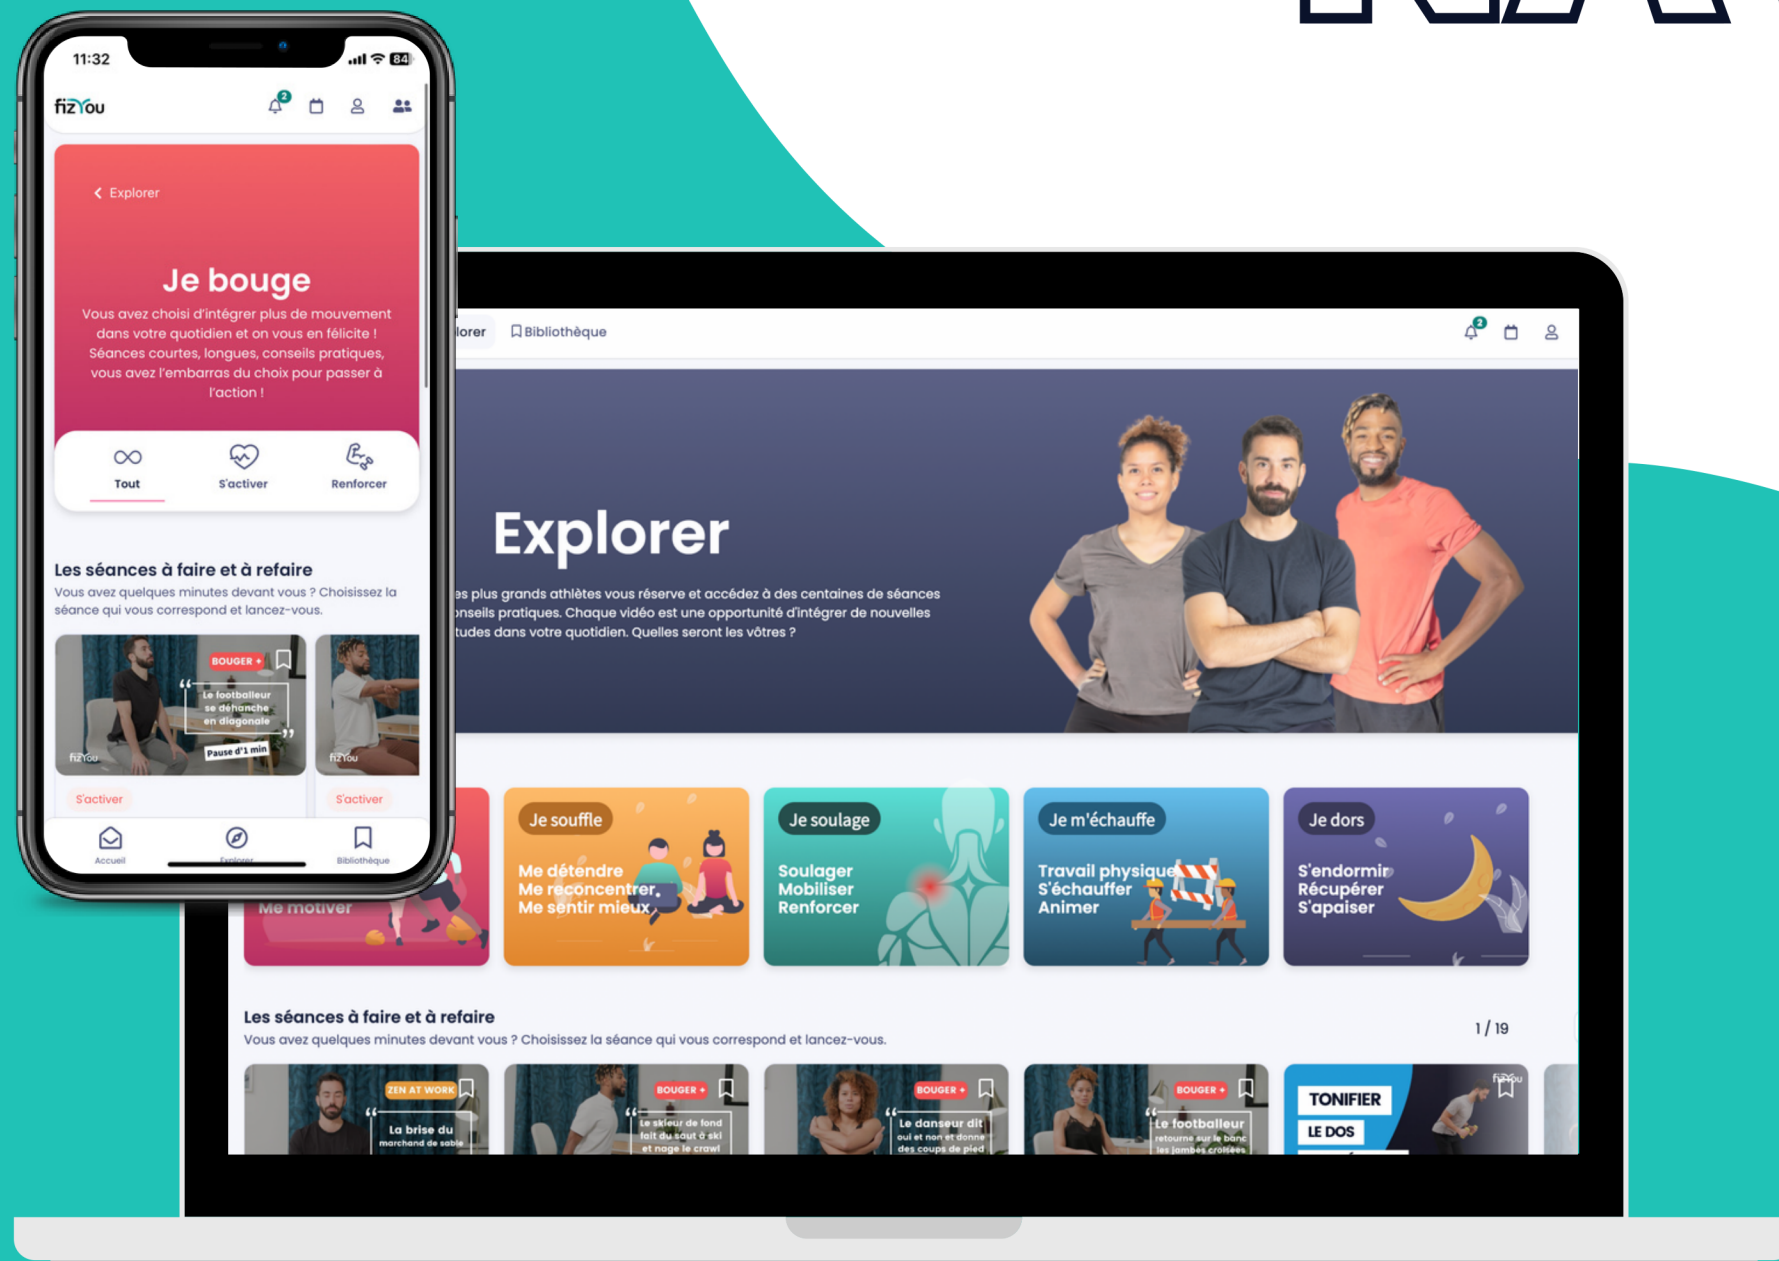 11:32
84
fizYou
2
Explorer
Je bouge
Vous avez choisi d'intégrer plus de mouvement
dans votre quotidien et on vous en félicite !
Séances courtes, longues, conseils pratiques,
vous avez l'embarras du choix pour passer à
l'action !
Tout
S'activer
Renforcer
Les séances à faire et à refaire
Vous avez quelques minutes devant vous ? Choisissez la
séance qui vous correspond et lancez-vous.
BOUGER +
Le footballeur
se déhanche
en diagonale
Pause d'1 min
fizYou
fizYou
S'activer
S'activer
Accueil
Explorer
Bibliothèque
Bibliothèque
2
Explorer
plus grands athlètes vous réserve et accédez à des centaines de séances
pratiques. Chaque vidéo est une opportunité d'intégrer de nouvelles
dans votre quotidien. Quelles seront les vôtres ?
Me motiver
Je souffle
Me détendre
Me reconcentrer
Me sentir mieux
Je soulage
Soulager
Mobiliser
Renforcer
Je m'échauffe
Travail physique
S'échauffer
Animer
Je dors
S'endormir
Récupérer
S'apaiser
Les séances à faire et à refaire
Vous avez quelques minutes devant vous ? Choisissez la séance qui vous correspond et lancez-vous.
1 / 19
ZEN AT WORK
La brise du
marchand de sable
BOUGER +
Le skieur de fond
fait du saut à ski
et nage le crawl
BOUGER +
Le danseur dit
oui et non et donne
des coups de pied
BOUGER +
Le footballeur
retourne sur le banc
les jambes croisées
fizYou
TONIFIER
LE DOS